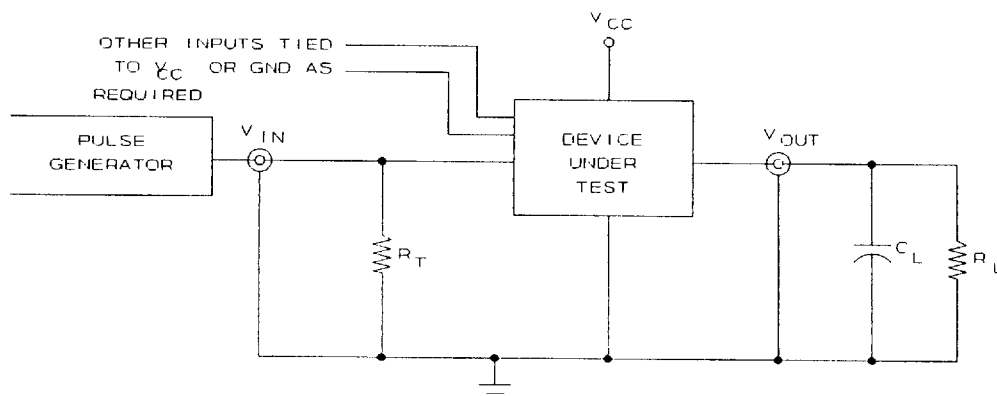 VCC
OTHER INPUTS TIED
TO VCC OR GND AS
REQUIRED
PULSE
GENERATOR
VIN
DEVICE
UNDER
TEST
VOUT
RT
CL
RL